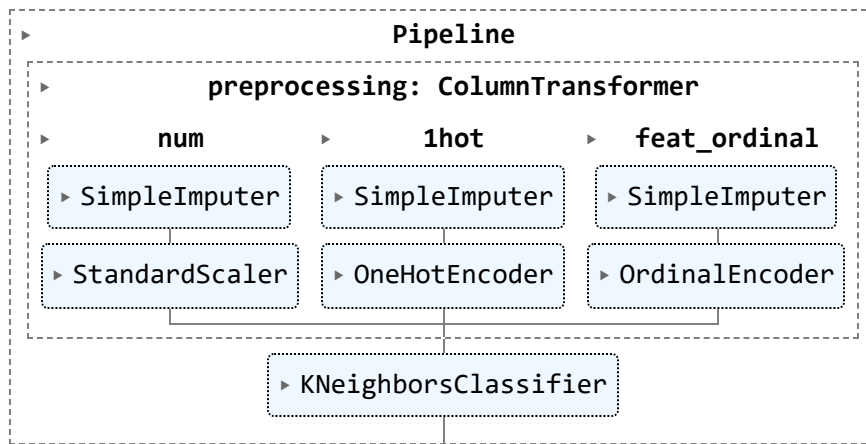 Pipeline
preprocessing: ColumnTransformer
num 1hot feat_ordinal
SimpleImputer SimpleImputer SimpleImputer
StandardScaler OneHotEncoder OrdinalEncoder
KNeighborsClassifier